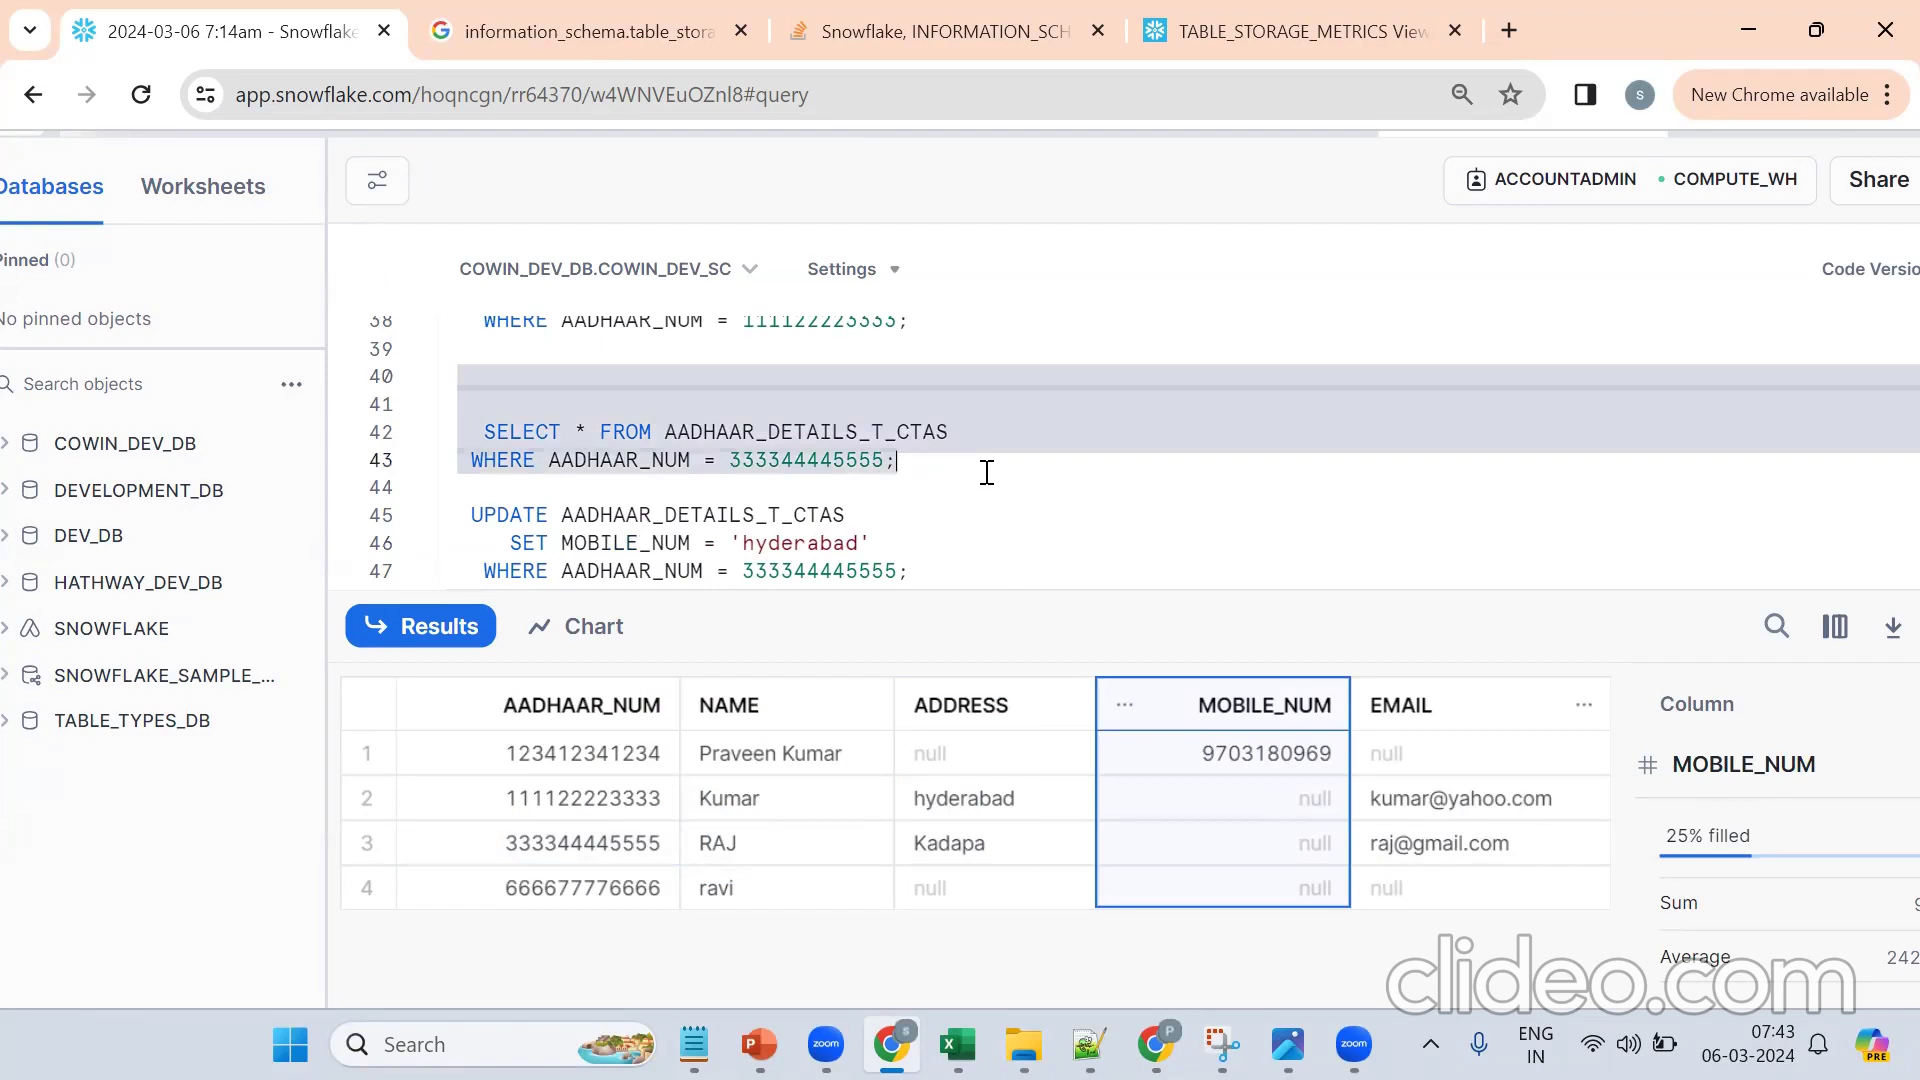 2024-03-06 7:14am - Snowflake
information_schema.table_stora
Snowflake, INFORMATION_SCH
TABLE_STORAGE_METRICS View
app.snowflake.com/hoqncgn/rr64370/w4WNVEuOZnl8#query
S
New Chrome available
Databases
Worksheets
ACCOUNTADMIN
COMPUTE_WH
Share
Pinned (0)
No pinned objects
COWIN_DEV_DB.COWIN_DEV_SC
Settings
Code Versio
Search objects
COWIN_DEV_DB
DEVELOPMENT_DB
DEV_DB
HATHWAY_DEV_DB
SNOWFLAKE
SNOWFLAKE_SAMPLE_...
TABLE_TYPES_DB
38 WHERE AADHAAR_NUM = 111122223333;
39
40
41
42 SELECT * FROM AADHAAR_DETAILS_T_CTAS
43 WHERE AADHAAR_NUM = 333344445555;
44
45 UPDATE AADHAAR_DETAILS_T_CTAS
46 SET MOBILE_NUM = 'hyderabad'
47 WHERE AADHAAR_NUM = 333344445555;
Results
Chart
AADHAAR_NUM NAME ADDRESS ... MOBILE_NUM EMAIL ...
1 123412341234 Praveen Kumar null 9703180969 null
2 111122223333 Kumar hyderabad null kumar@yahoo.com
3 333344445555 RAJ Kadapa null raj@gmail.com
4 666677776666 ravi null null null
Column
# MOBILE_NUM
25% filled
Sum 9
Average 242
clideo.com
Search
P
zoom
S
P
zoom
ENG
IN
07:43
06-03-2024
PRE